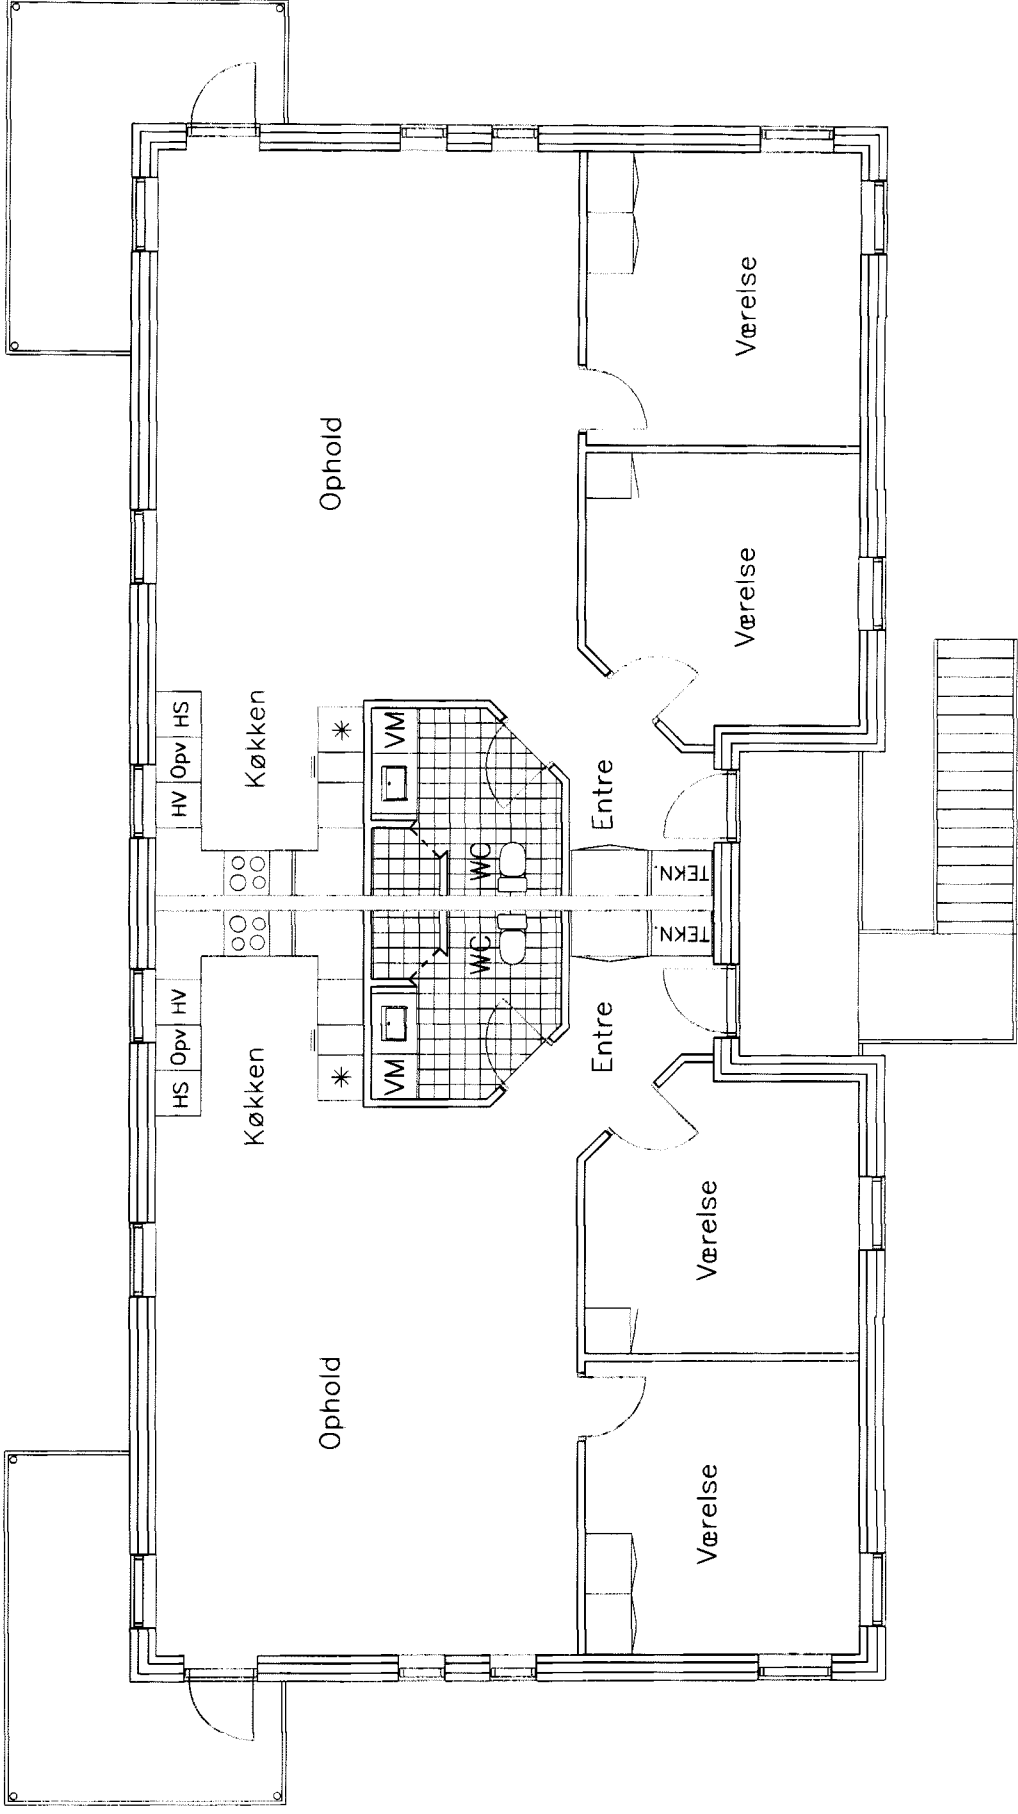 HS
Opv
HV
HV
Opv
HS
Køkken
Køkken
Ophold
Ophold
VM
VM
WC
WC
Entre
Entre
TEKN.
TEKN.
Værelse
Værelse
Værelse
Værelse